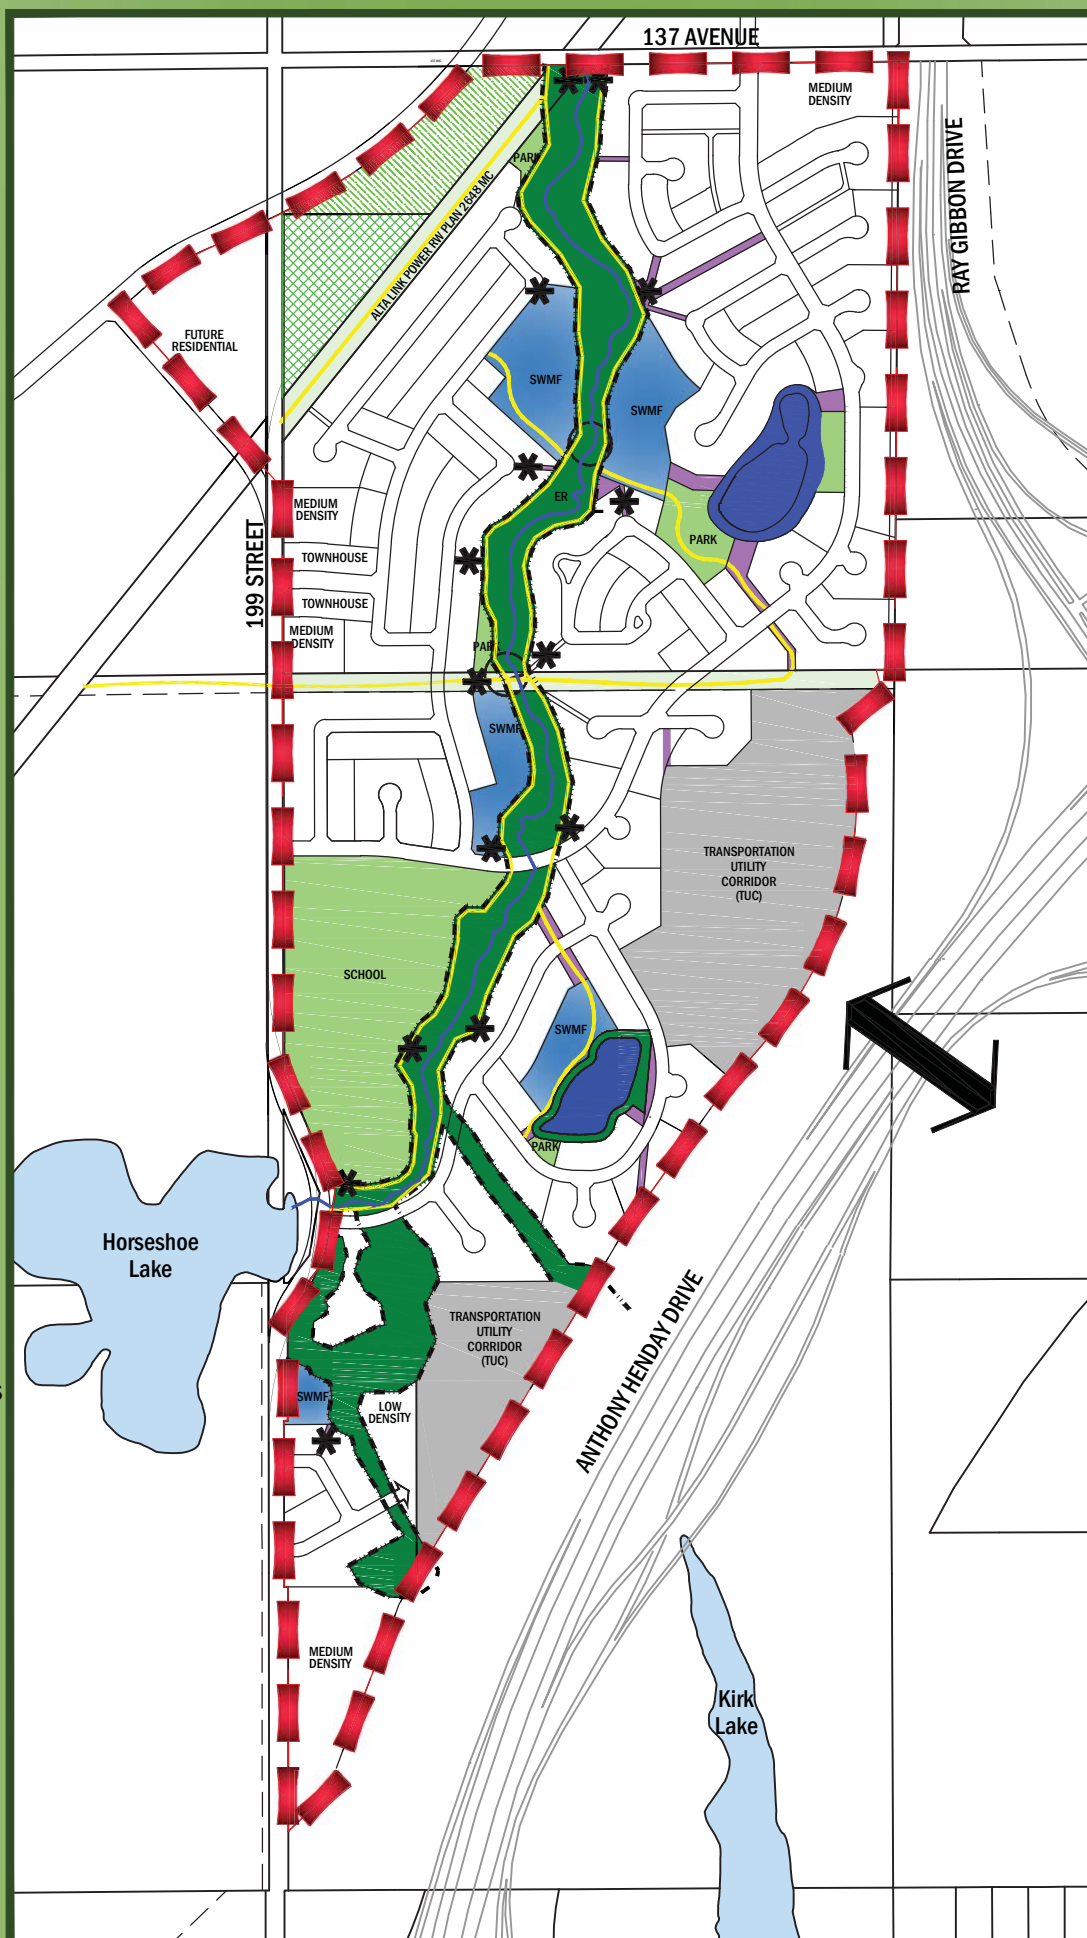 137 AVENUE
MEDIUM
DENSITY
RAY GIBBON DRIVE
PARK
ALTA LINK POWER RW PLAN 2648 MC
FUTURE
RESIDENTIAL
SWMF
SWMF
ER
MEDIUM
DENSITY
199 STREET
PARK
TOWNHOUSE
TOWNHOUSE
MEDIUM
DENSITY
PARK
SWMF
TRANSPORTATION
UTILITY
CORRIDOR
(TUC)
SCHOOL
SWMF
PARK
Horseshoe
Lake
TRANSPORTATION
UTILITY
CORRIDOR
(TUC)
ANTHONY HENDAY DRIVE
SWMF
LOW
DENSITY
MEDIUM
DENSITY
Kirk
Lake